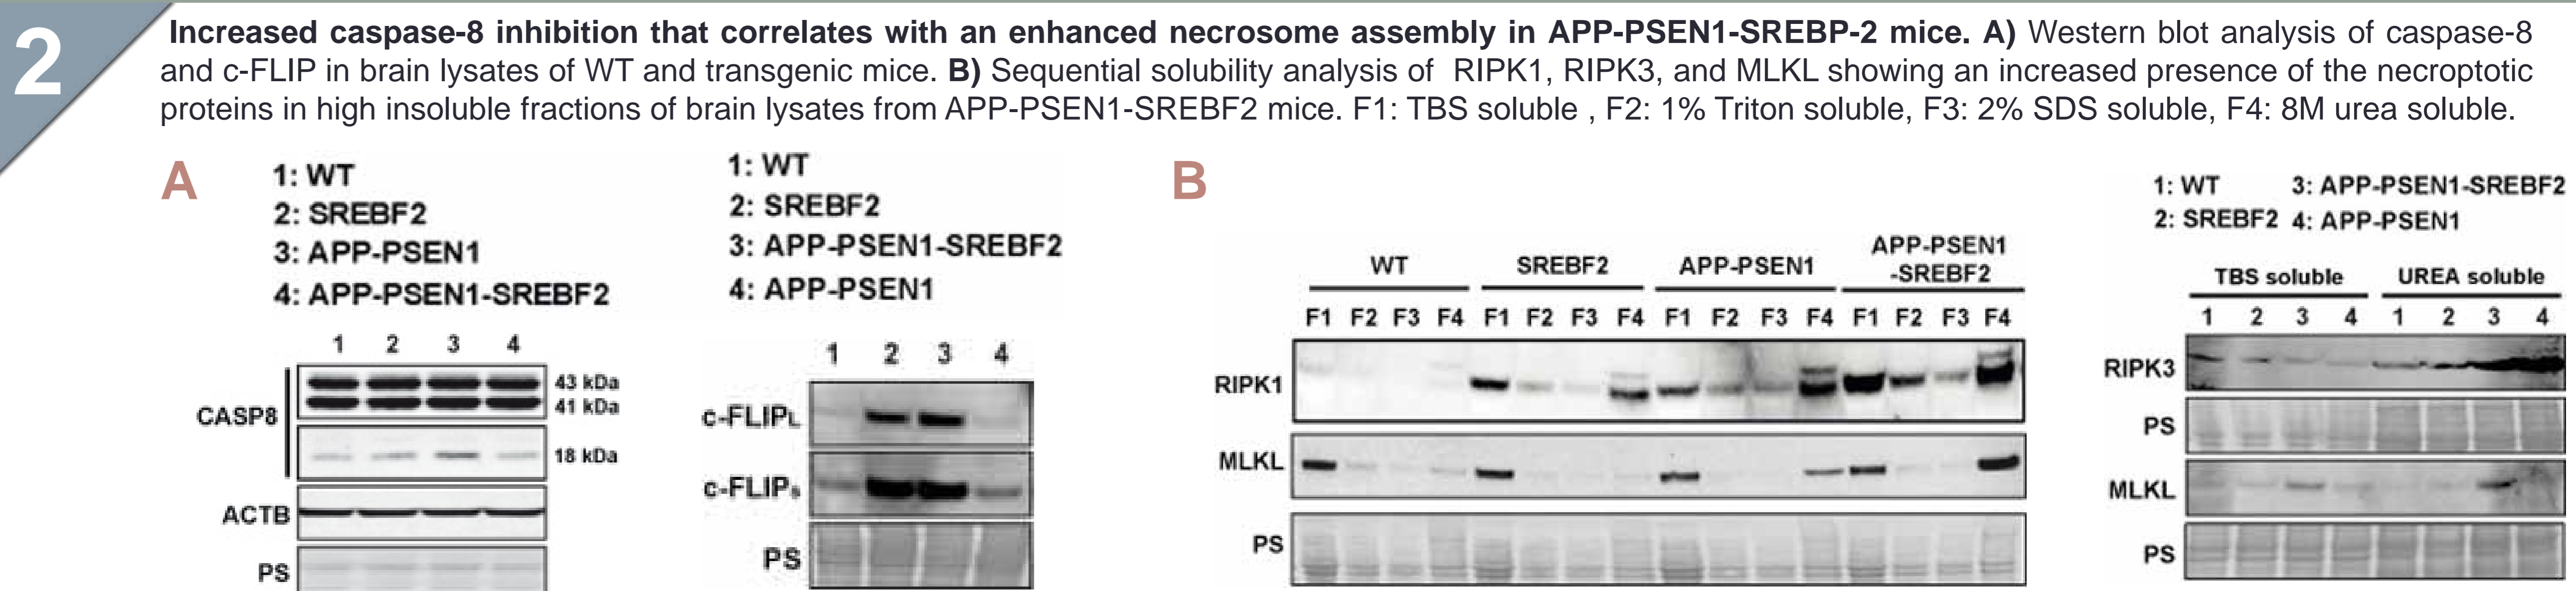 2
Increased caspase-8 inhibition that correlates with an enhanced necrosome assembly in APP-PSEN1-SREBP-2 mice. A) Western blot analysis of caspase-8
and c-FLIP in brain lysates of WT and transgenic mice. B) Sequential solubility analysis of RIPK1, RIPK3, and MLKL showing an increased presence of the necroptotic
proteins in high insoluble fractions of brain lysates from APP-PSEN1-SREBF2 mice. F1: TBS soluble , F2: 1% Triton soluble, F3: 2% SDS soluble, F4: 8M urea soluble.
A
1: WT
2: SREBF2
3: APP-PSEN1
4: APP-PSEN1-SREBF2
1 2 3 4
CASP8
43 kDa
41 kDa
18 kDa
ACTB
PS
1: WT
2: SREBF2
3: APP-PSEN1-SREBF2
4: APP-PSEN1
1 2 3 4
c-FLIPL
c-FLIPs
PS
B
WT SREBF2 APP-PSEN1 APP-PSEN1
-SREBF2
F1 F2 F3 F4 F1 F2 F3 F4 F1 F2 F3 F4 F1 F2 F3 F4
RIPK1
MLKL
PS
1: WT 3: APP-PSEN1-SREBF2
2: SREBF2 4: APP-PSEN1
TBS soluble UREA soluble
1 2 3 4 1 2 3 4
RIPK3
PS
MLKL
PS